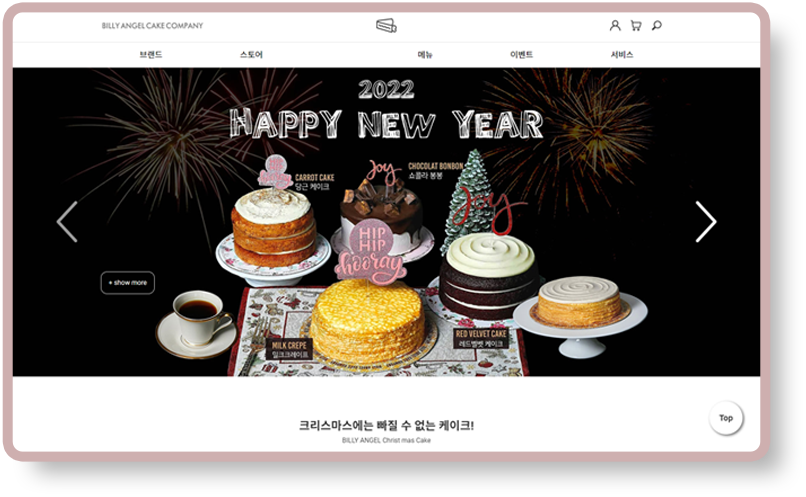 BILLY ANGEL CAKE COMPANY
브랜드 스토어 메뉴 이벤트 서비스
2022
HAPPY NEW YEAR
HIP
HIP
hooray
CARROT CAKE
당근 케이크
Joy
CHOCOLAT BONBON
쇼콜라 봉봉
Joy
HIP
HIP
hooray
+ show more
MILK CREPE
밀크크레이프
RED VELVET CAKE
레드벨벳 케이크
크리스마스에는 빠질 수 없는 케이크!
BILLY ANGEL Christ mas Cake
Top